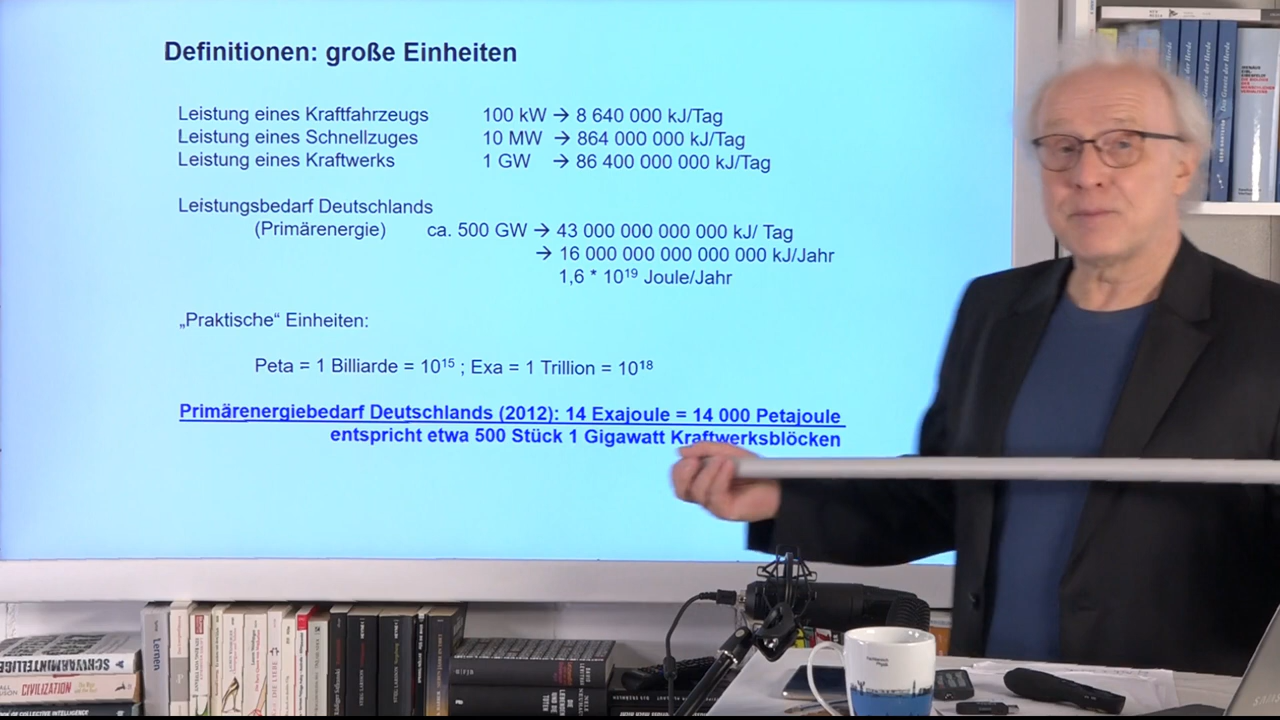 Definitionen: große Einheiten
Leistung eines Kraftfahrzeugs 100 kW → 8 640 000 kJ/Tag
Leistung eines Schnellzuges 10 MW → 864 000 000 kJ/Tag
Leistung eines Kraftwerks 1 GW → 86 400 000 000 kJ/Tag
Leistungsbedarf Deutschlands
(Primärenergie) ca. 500 GW → 43 000 000 000 000 kJ/ Tag
→ 16 000 000 000 000 000 kJ/Jahr
1,6 * 10¹⁹ Joule/Jahr
„Praktische“ Einheiten:
Peta = 1 Billiarde = 10¹⁵ ; Exa = 1 Trillion = 10¹⁸
Primärenergiebedarf Deutschlands (2012): 14 Exajoule = 14 000 Petajoule
entspricht etwa 500 Stück 1 Gigawatt Kraftwerksblöcken
Lernen
CIVILIZATION